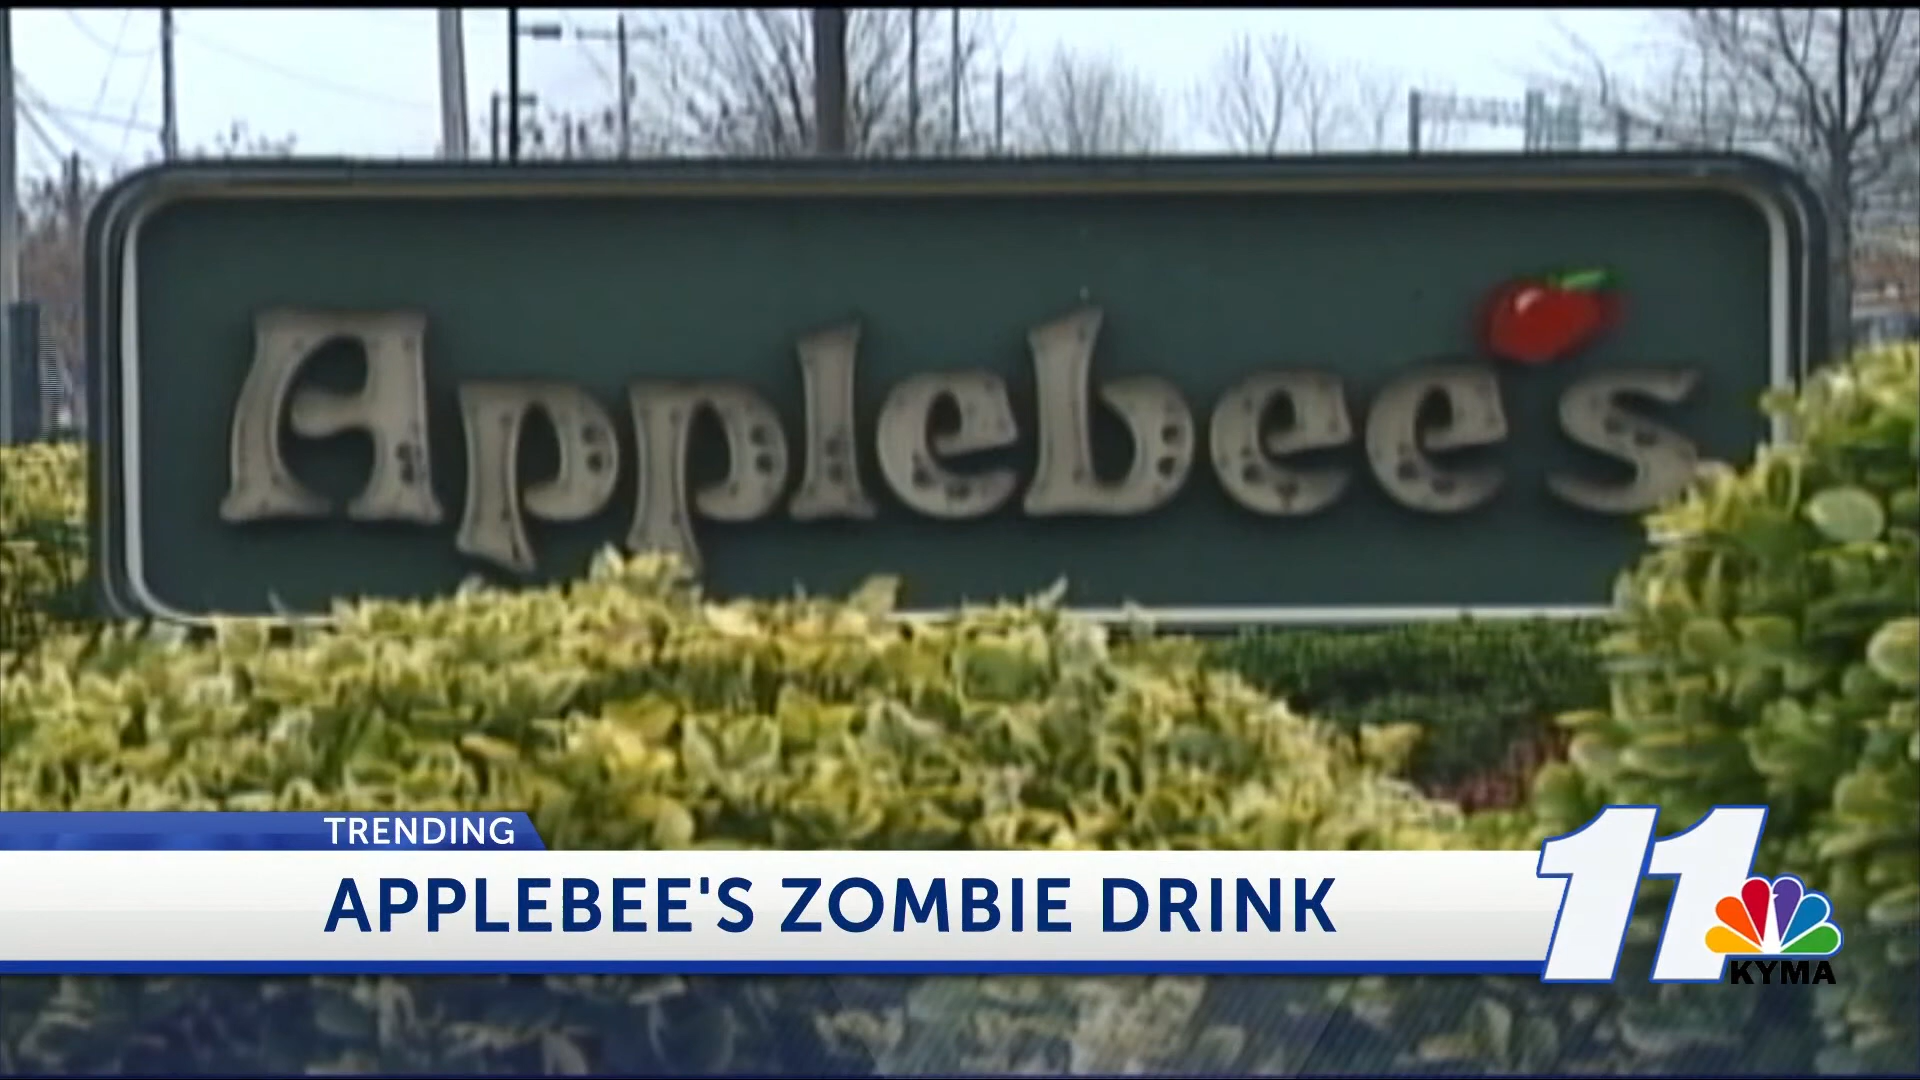 Applebee's
TRENDING
APPLEBEE'S ZOMBIE DRINK
11
KYMA